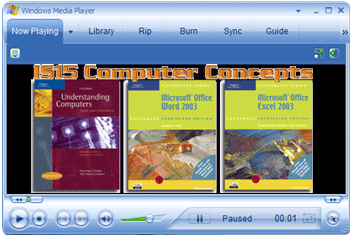 Windows Media Player
Now Playing
Library
Rip
Burn
Sync
Guide
IS15 Computer Concepts
Understanding
Computers
Microsoft Office
Word 2003
Microsoft Office
Excel 2003
Paused
00:01